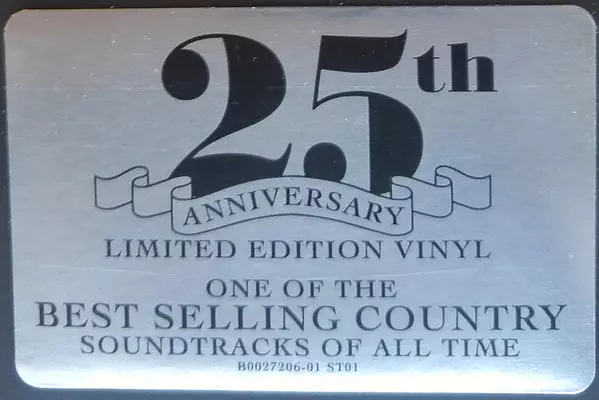 25th
ANNIVERSARY
LIMITED EDITION VINYL
ONE OF THE
BEST SELLING COUNTRY
SOUNDTRACKS OF ALL TIME
B0027206-01 ST01